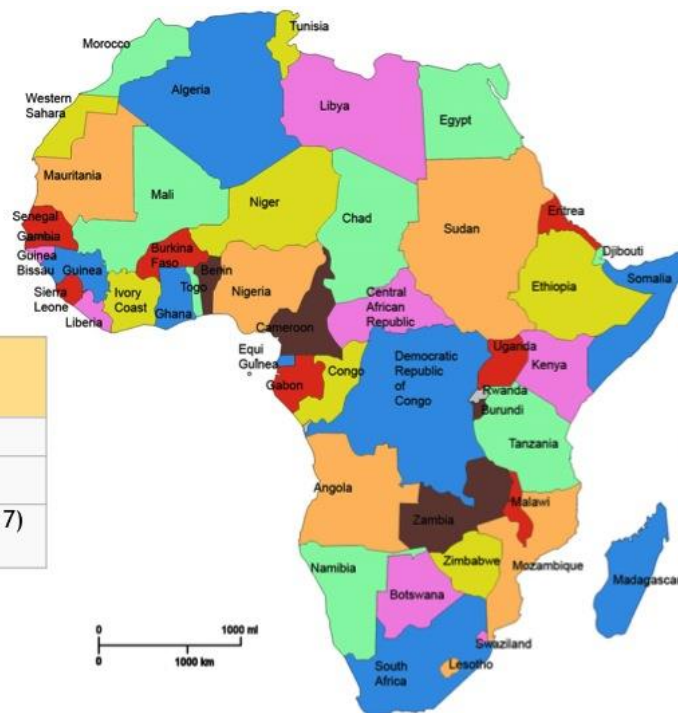 Tunisia
Morocco
Algeria
Libya
Egypt
Western
Sahara
Mauritania
Mali
Niger
Chad
Sudan
Eritrea
Senegal
Gambia
Guinea
Bissau
Guinea
Burkina
Faso
Benin
Togo
Nigeria
Djibouti
Somalia
Ethiopia
Sierra
Leone
Liberia
Ivory
Coast
Ghana
Cameroon
Central
African
Republic
Equi
Guinea
Gabon
Congo
Democratic
Republic
of
Congo
Uganda
Kenya
Rwanda
Burundi
Tanzania
7)
Angola
Zambia
Malawi
Mozambique
Zimbabwe
Namibia
Botswana
Madagascar
Swaziland
Lesotho
South
Africa
0 1000 mi
0 1000 km